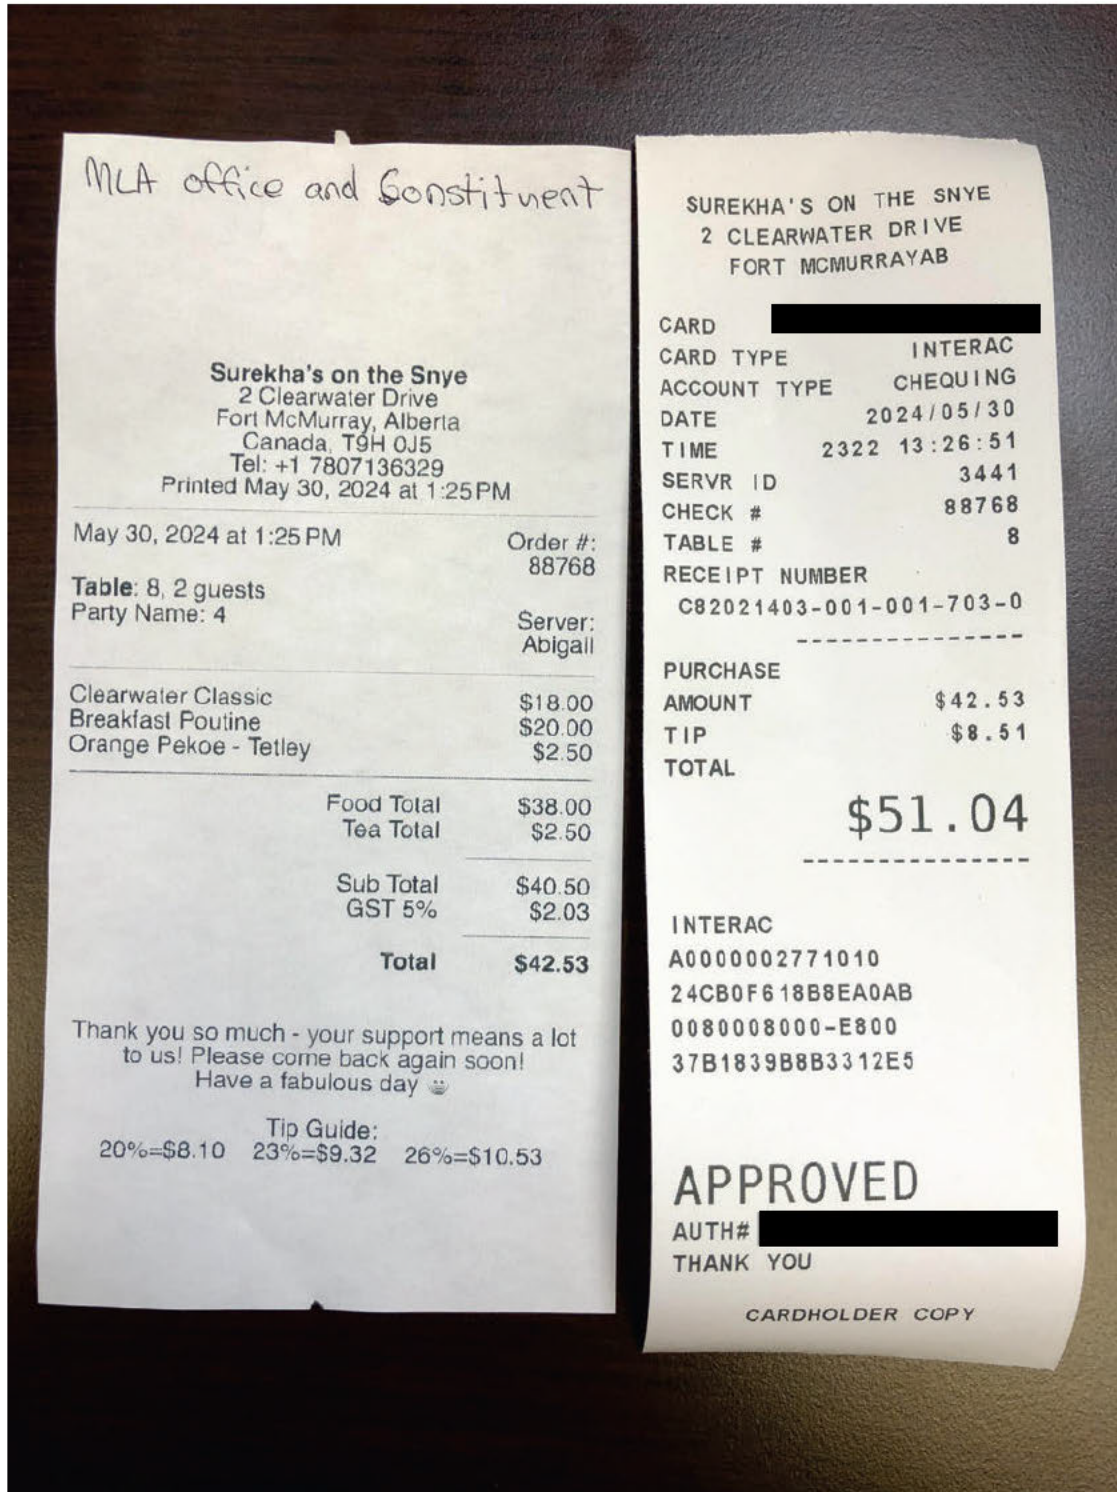 MLA office and Constituent
Surekha's on the Snye
2 Clearwater Drive
Fort McMurray, Alberta
Canada, T9H 0J5
Tel: +1 7807136329
Printed May 30, 2024 at 1:25 PM
May 30, 2024 at 1:25 PM
Order #:
88768
Table: 8, 2 guests
Party Name: 4
Server:
Abigail
Clearwater Classic $18.00
Breakfast Poutine $20.00
Orange Pekoe - Tetley $2.50
Food Total $38.00
Tea Total $2.50
Sub Total $40.50
GST 5% $2.03
Total $42.53
Thank you so much - your support means a lot
to us! Please come back again soon!
Have a fabulous day
Tip Guide:
20%=$8.10 23%=$9.32 26%=$10.53
SUREKHA'S ON THE SNYE
2 CLEARWATER DRIVE
FORT MCMURRAYAB
CARD
CARD TYPE INTERAC
ACCOUNT TYPE CHEQUING
DATE 2024/05/30
TIME 2322 13:26:51
SERVR ID 3441
CHECK # 88768
TABLE # 8
RECEIPT NUMBER
C82021403-001-001-703-0
---------------
PURCHASE
AMOUNT $42.53
TIP $8.51
TOTAL
$51.04
---------------
INTERAC
A0000002771010
24CB0F618B8EA0AB
0080008000-E800
37B1839B8B3312E5
APPROVED
AUTH#
THANK YOU
CARDHOLDER COPY